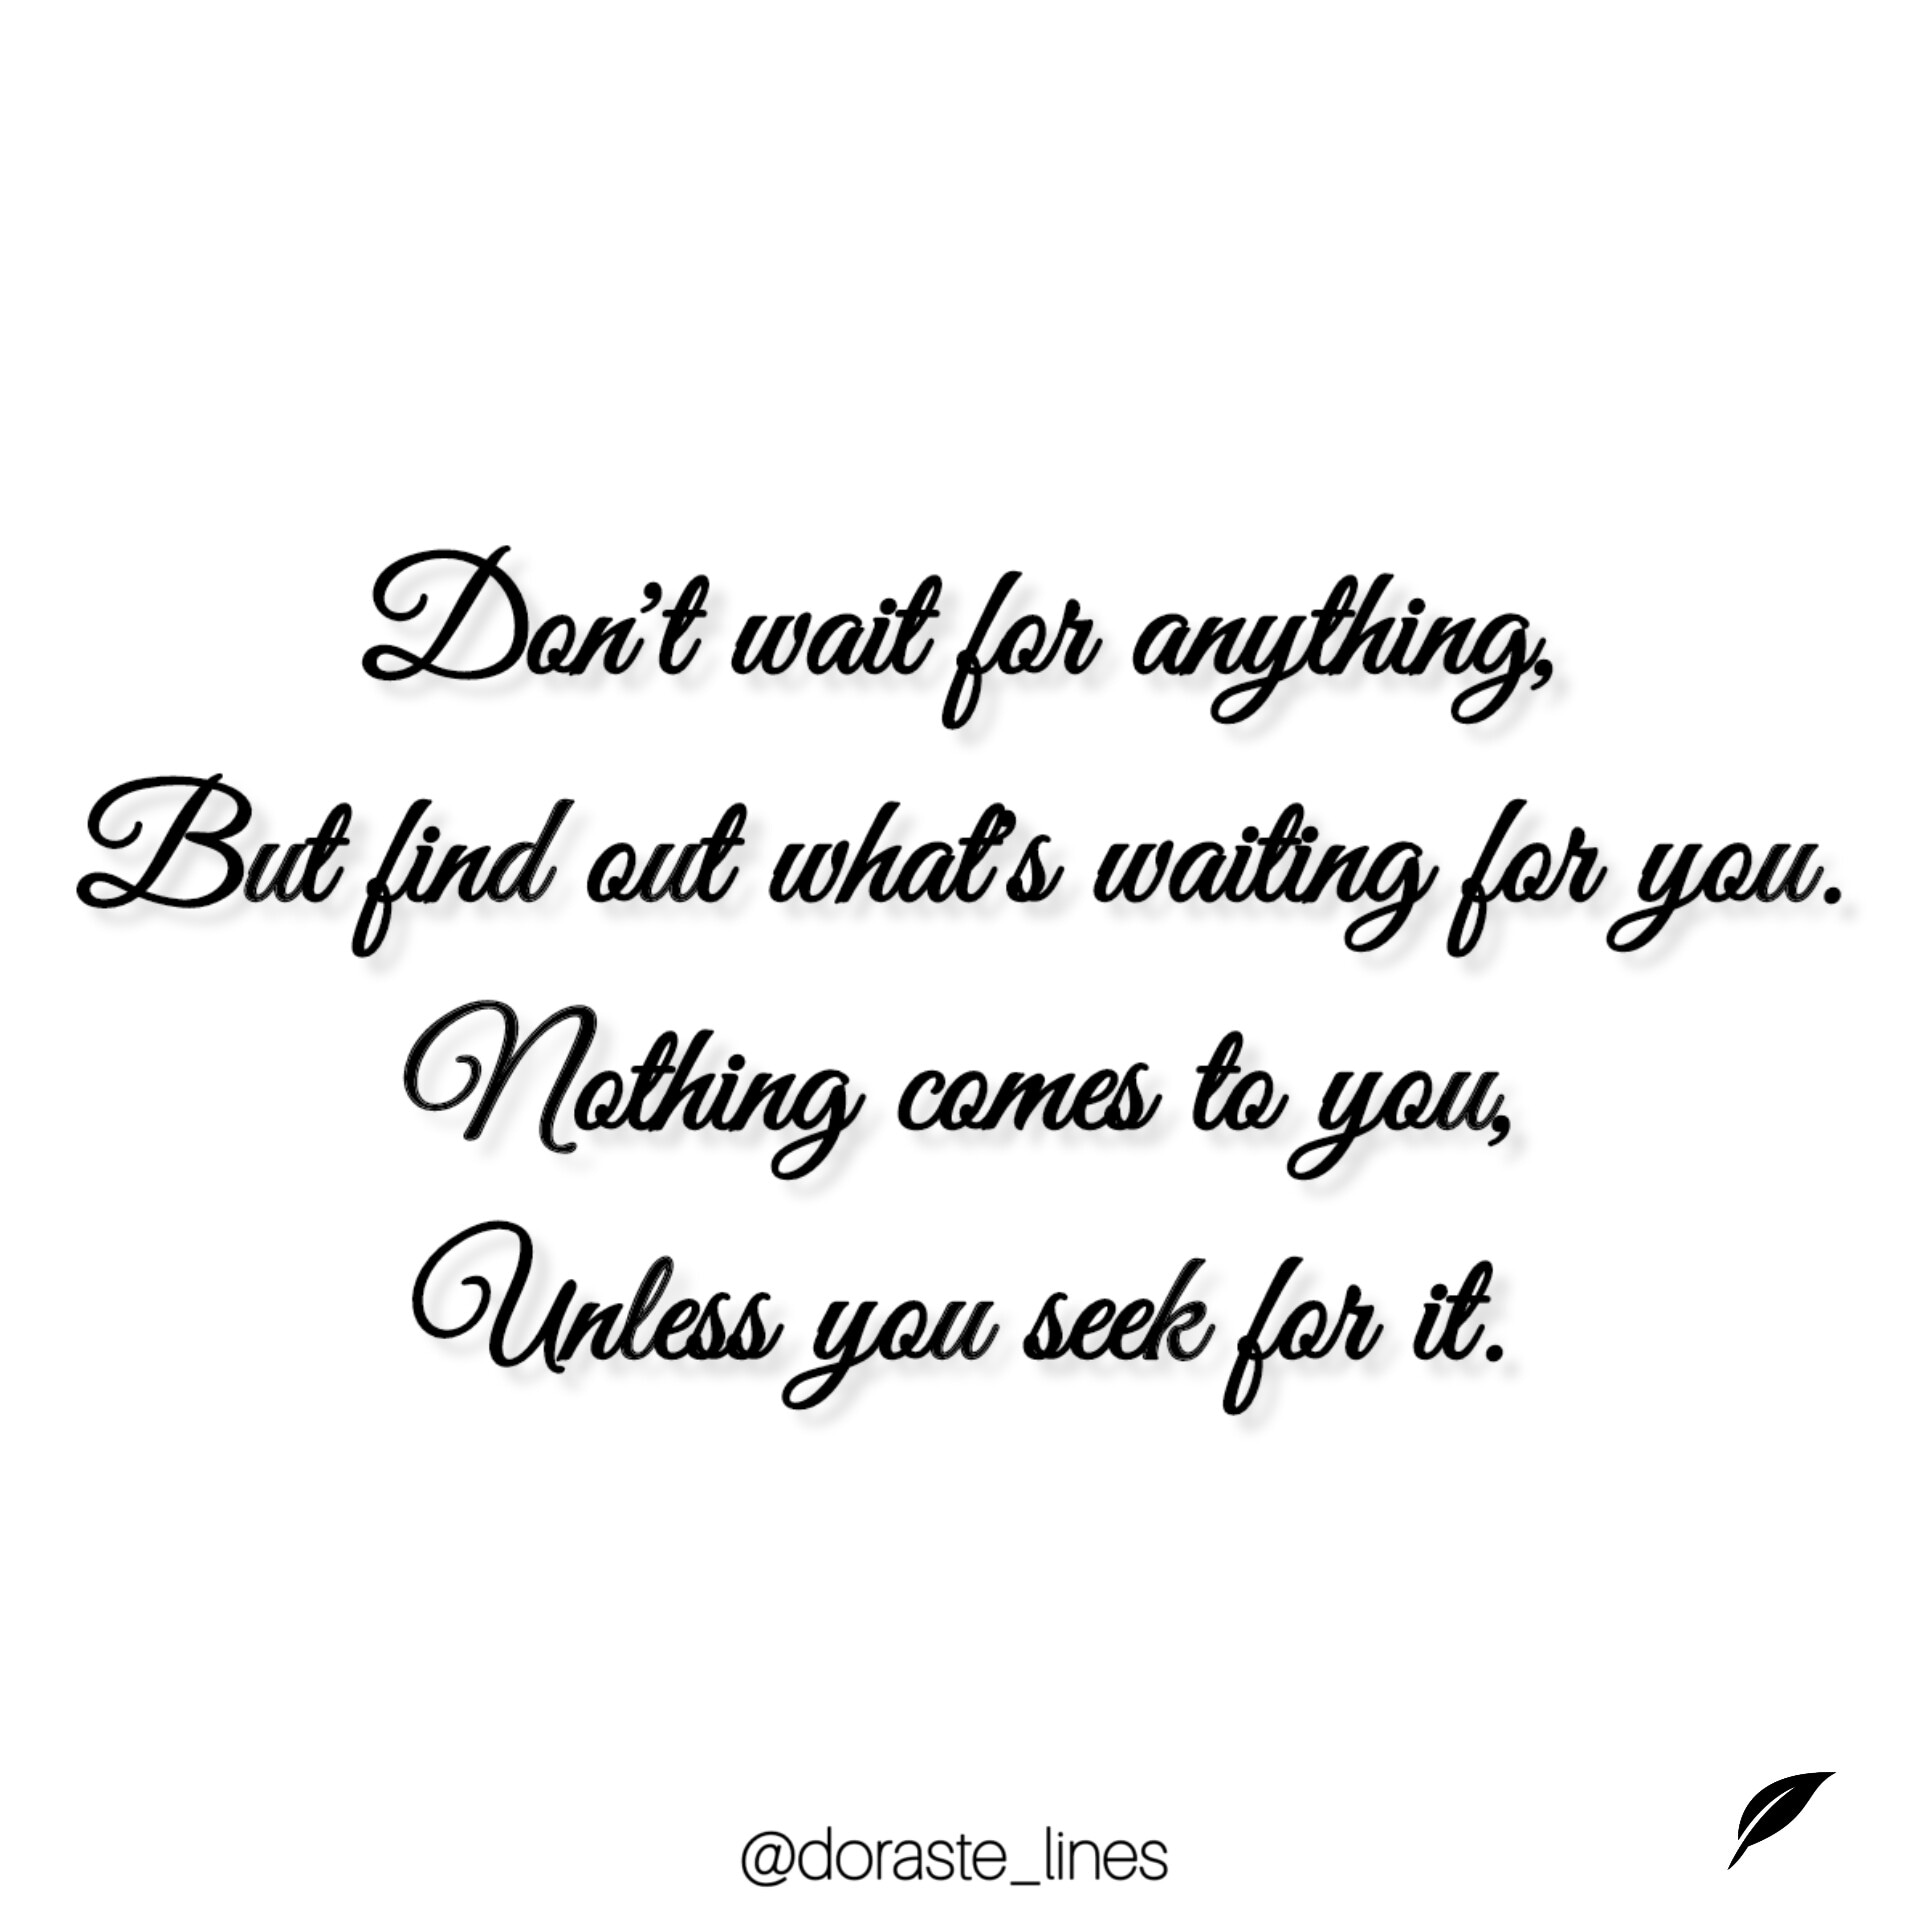 Don't wait for anything,
But find out what's waiting for you.
Nothing comes to you,
Unless you seek for it.
@doraste_lines